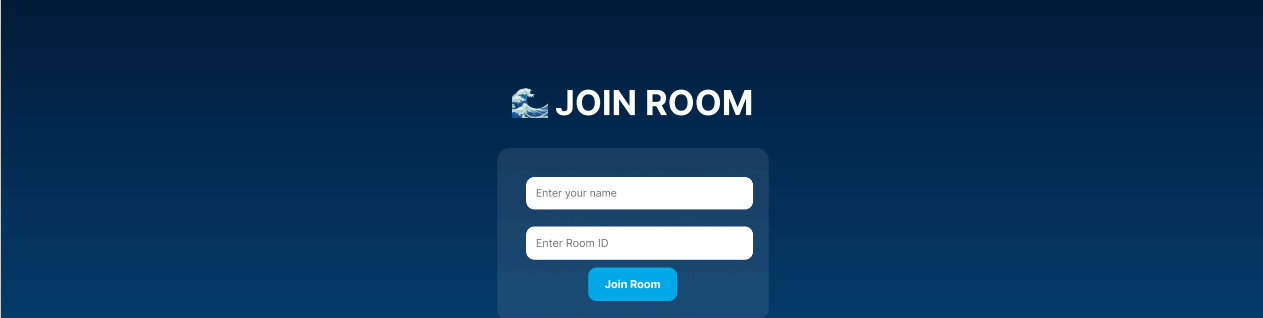 🌊 JOIN ROOM
Enter your name
Enter Room ID
Join Room